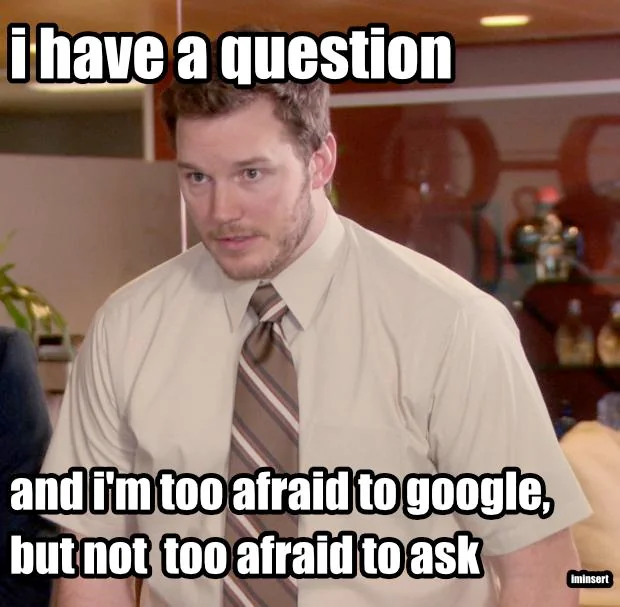 i have a question
and i'm too afraid to google,
but not too afraid to ask
iminsert